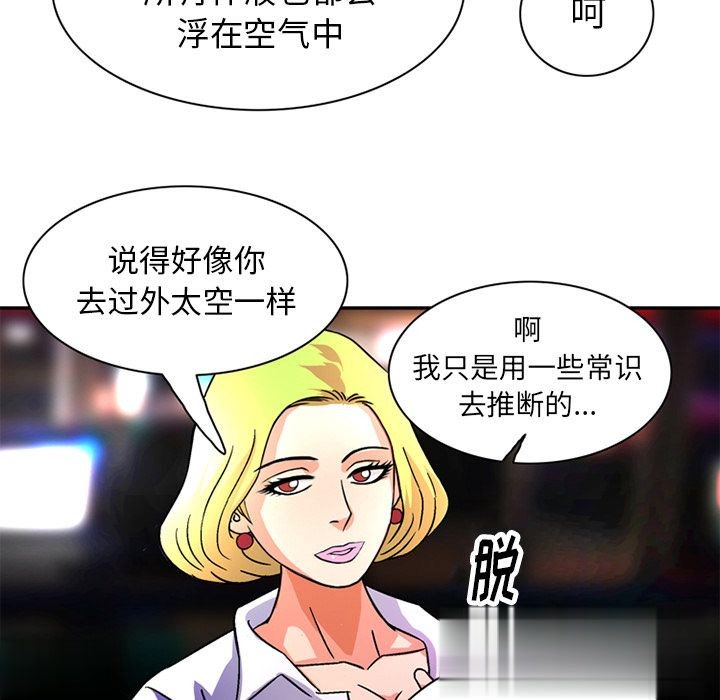 浮在空气中
呵
说得好像你
去过外太空一样
啊
我只是用一些常识
去推断的...
脱